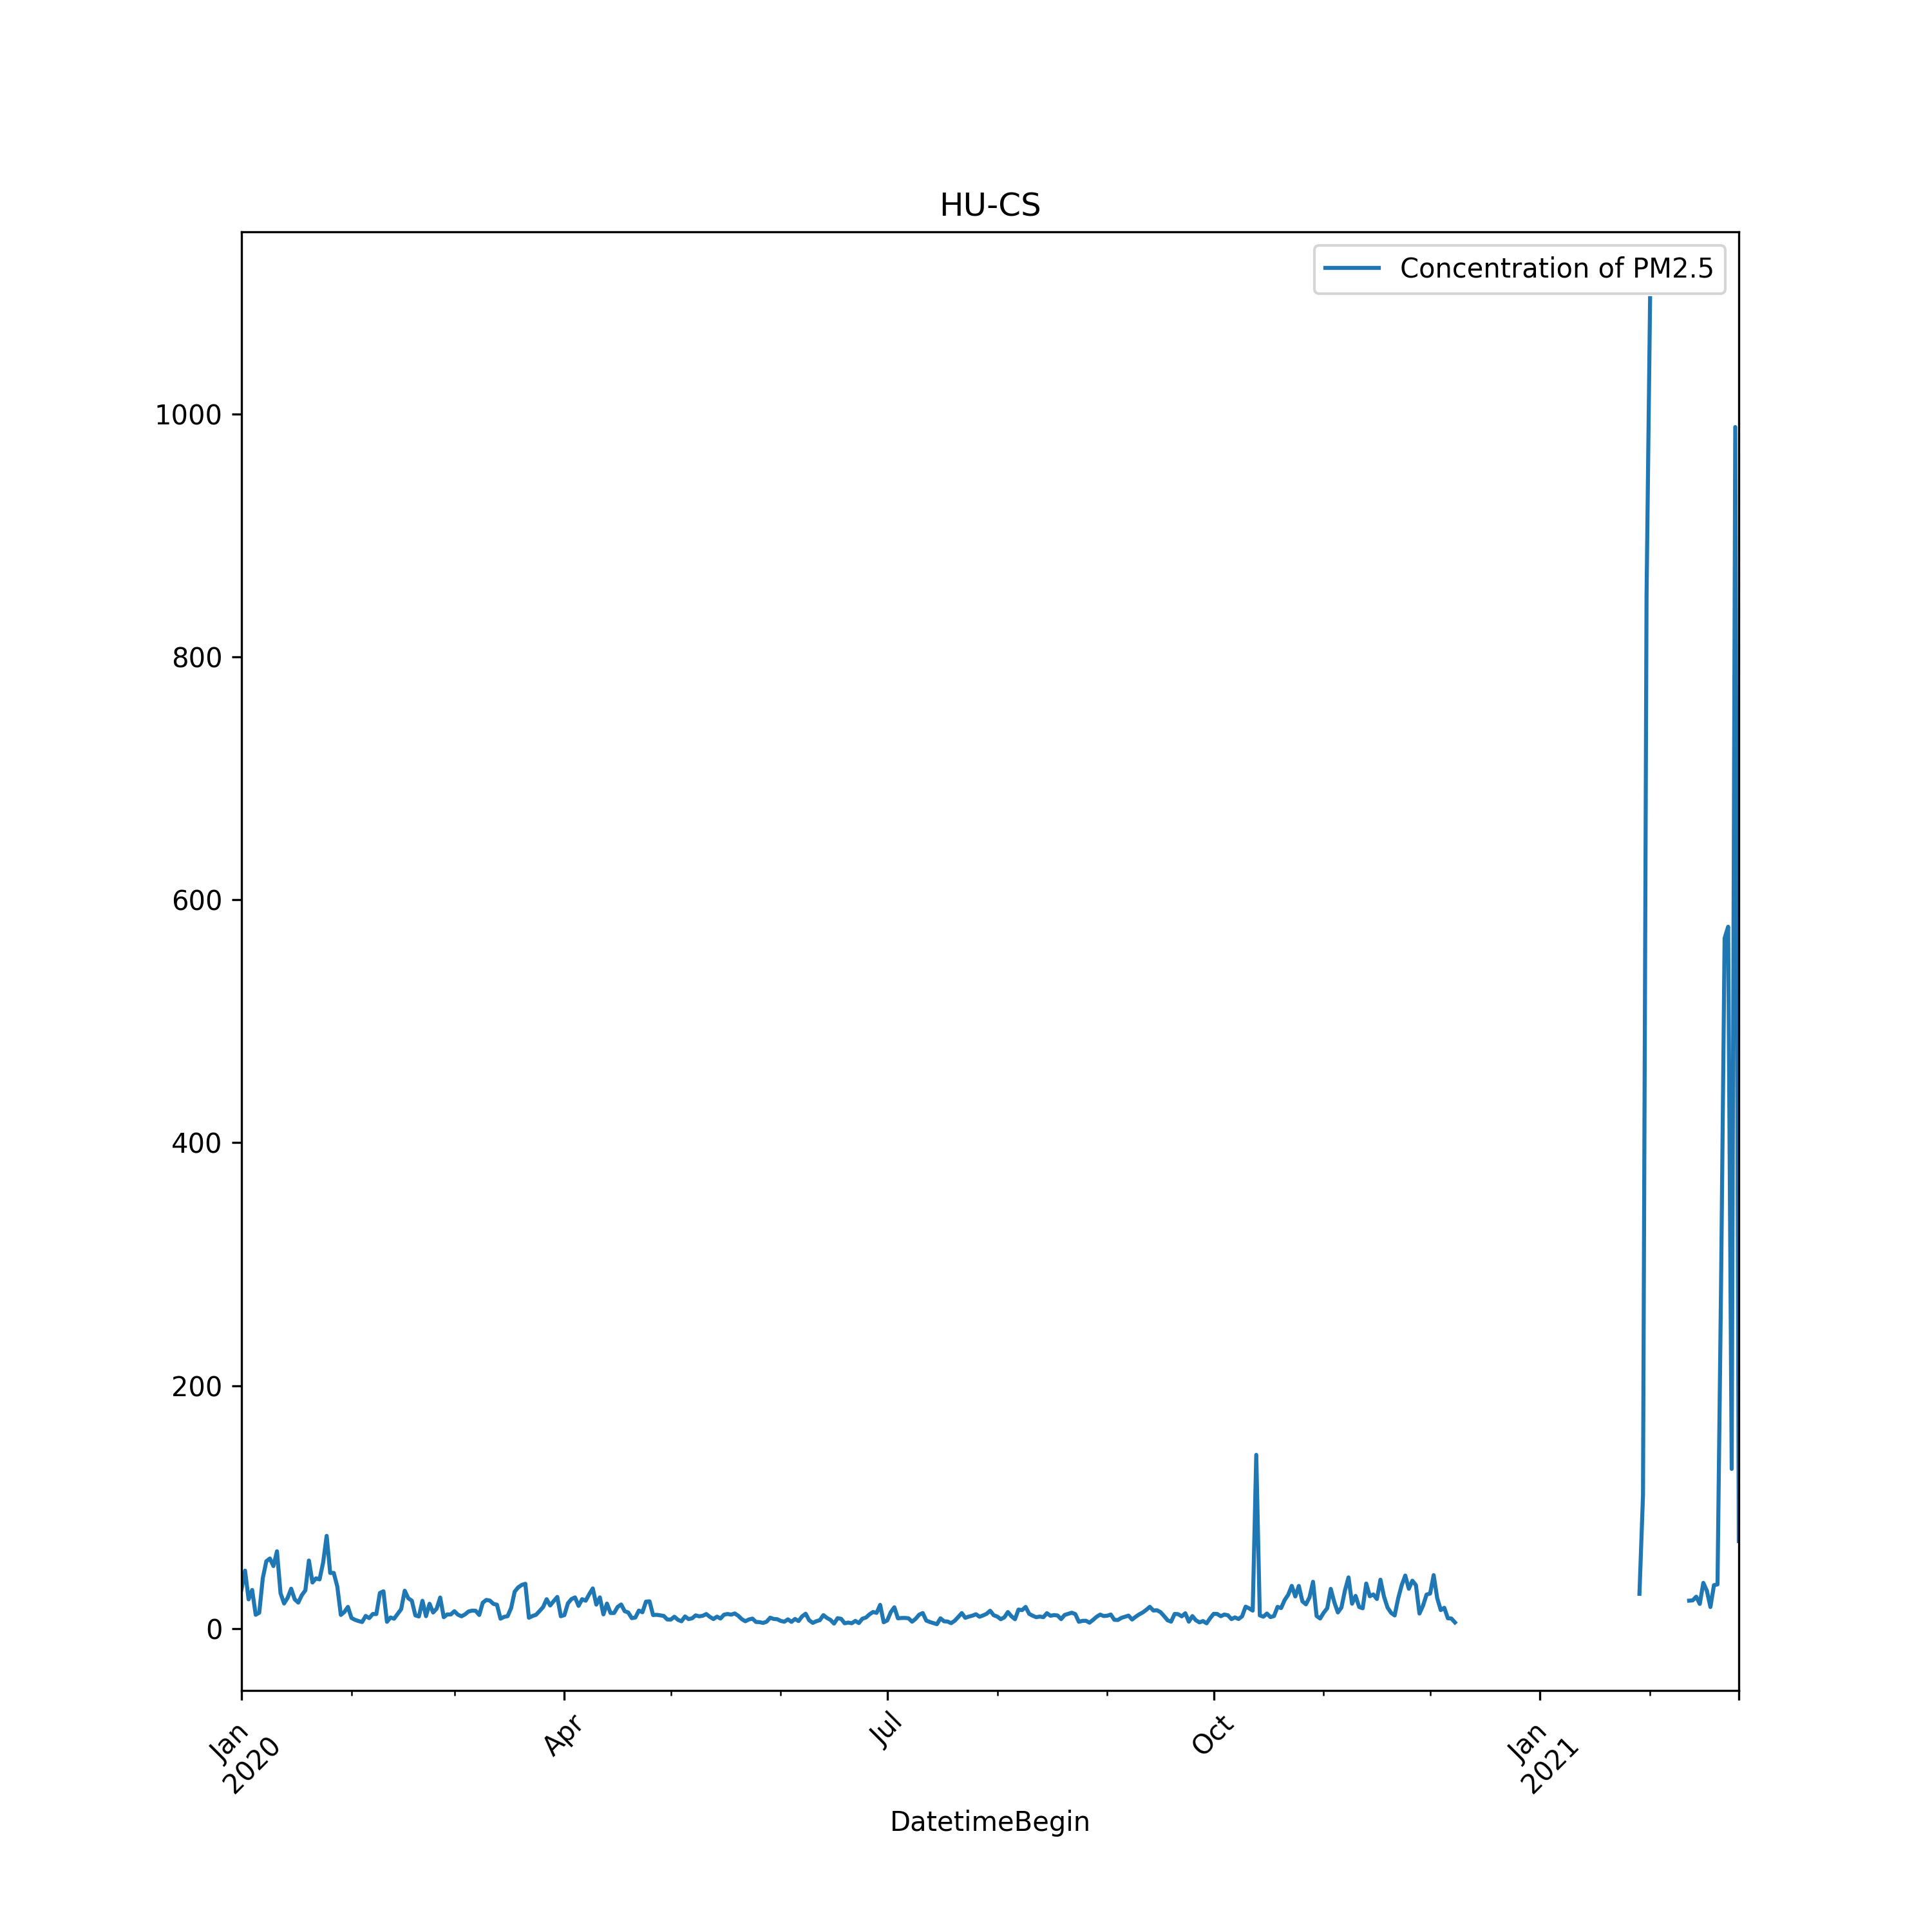 HU-CS
Concentration of PM2.5
1000
800
600
400
200
0
Jan
2020
Apr
Jul
Oct
Jan
2021
DatetimeBegin